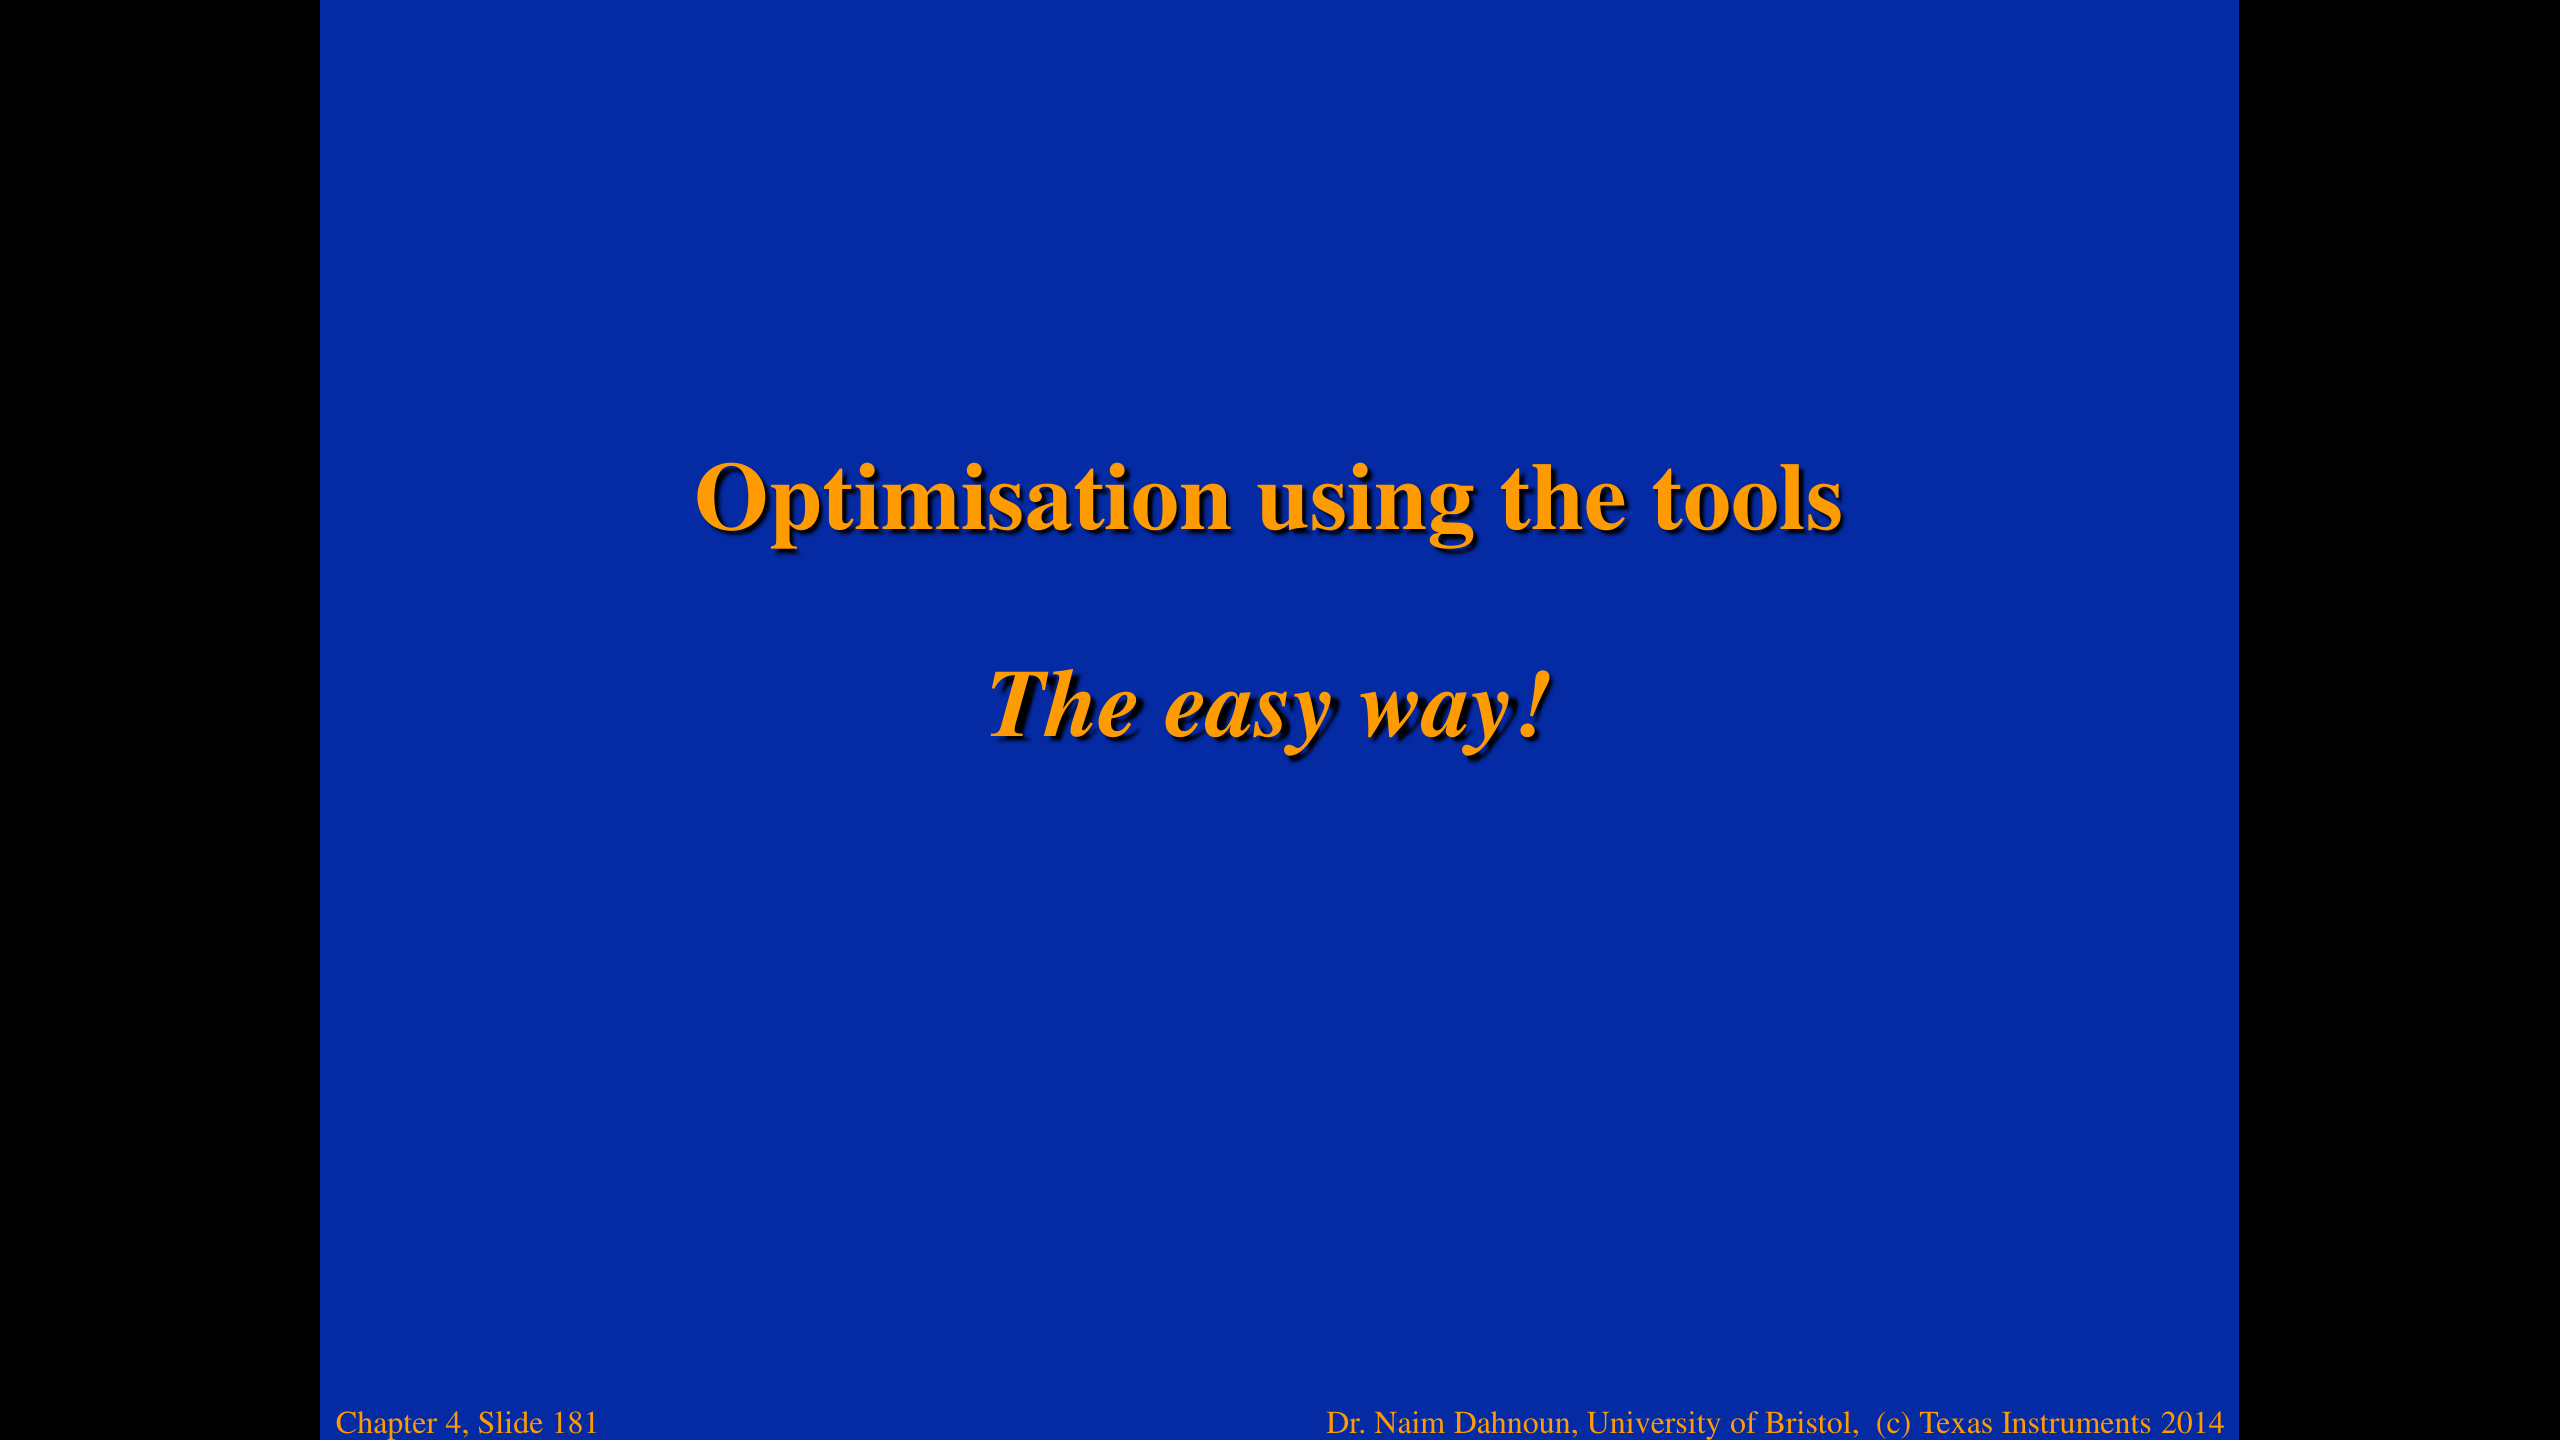 Optimisation using the tools
The easy way!
Chapter 4, Slide 181
Dr. Naim Dahnoun, University of Bristol,  (c) Texas Instruments 2014